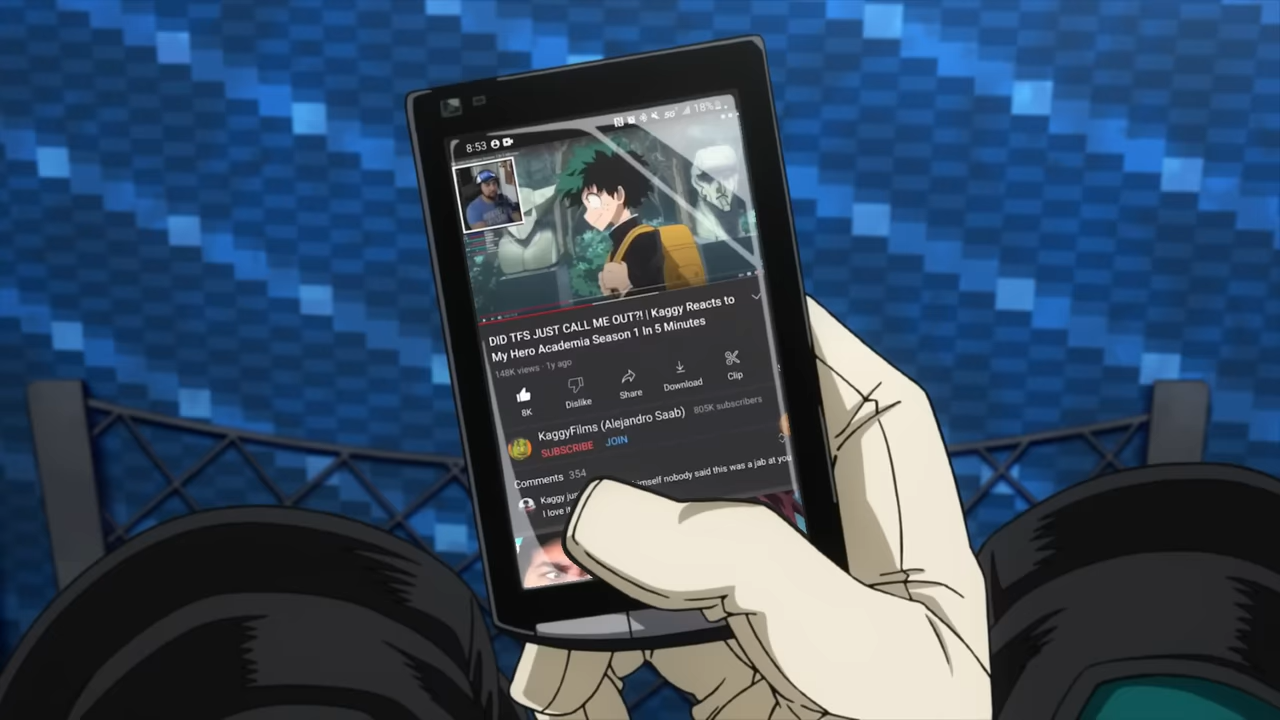 8:53
5G 18%
DID TFS JUST CALL ME OUT?! | Kaggy Reacts to
My Hero Academia Season 1 In 5 Minutes
148K views · 1y ago
8K
Dislike
Share
Download
Clip
KaggyFilms (Alejandro Saab) 805K subscribers
SUBSCRIBE JOIN
Comments 354
Kaggy himself nobody said this was a jab at you
I love